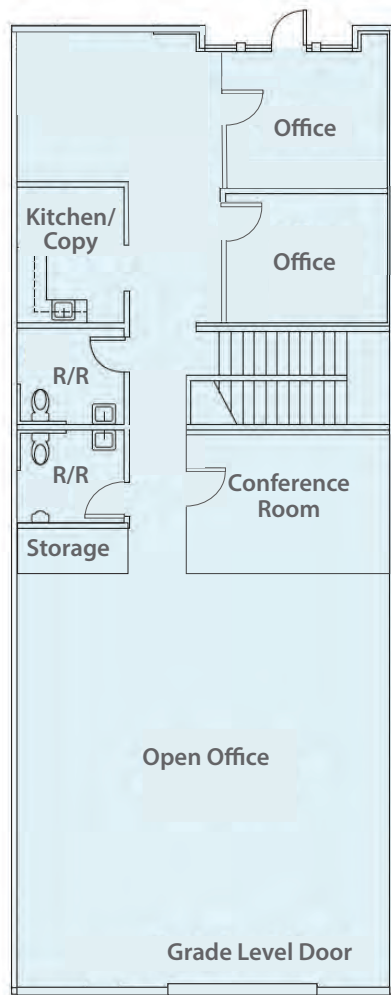 Office
Kitchen/
Copy
Office
R/R
R/R
Conference
Room
Storage
Open Office
Grade Level Door